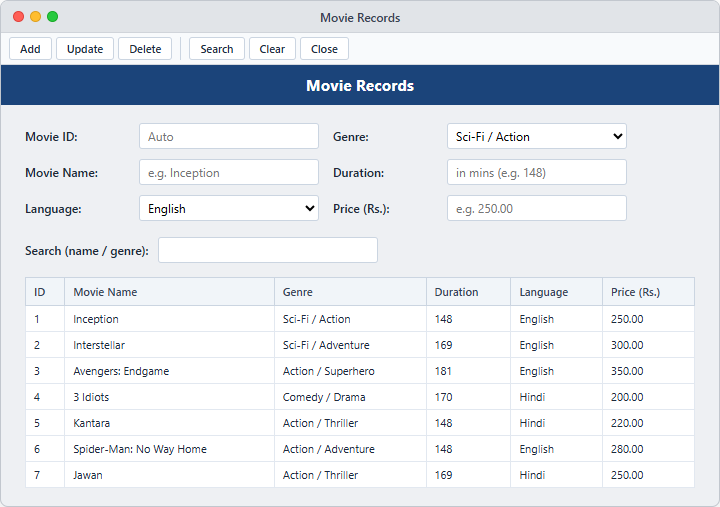 Movie Records
Add Update Delete Search Clear Close
Movie Records
Movie ID: Auto Genre: Sci-Fi / Action
Movie Name: e.g. Inception Duration: in mins (e.g. 148)
Language: English Price (Rs.): e.g. 250.00
Search (name / genre):
ID Movie Name Genre Duration Language Price (Rs.)
1 Inception Sci-Fi / Action 148 English 250.00
2 Interstellar Sci-Fi / Adventure 169 English 300.00
3 Avengers: Endgame Action / Superhero 181 English 350.00
4 3 Idiots Comedy / Drama 170 Hindi 200.00
5 Kantara Action / Thriller 148 Hindi 220.00
6 Spider-Man: No Way Home Action / Adventure 148 English 280.00
7 Jawan Action / Thriller 169 Hindi 250.00